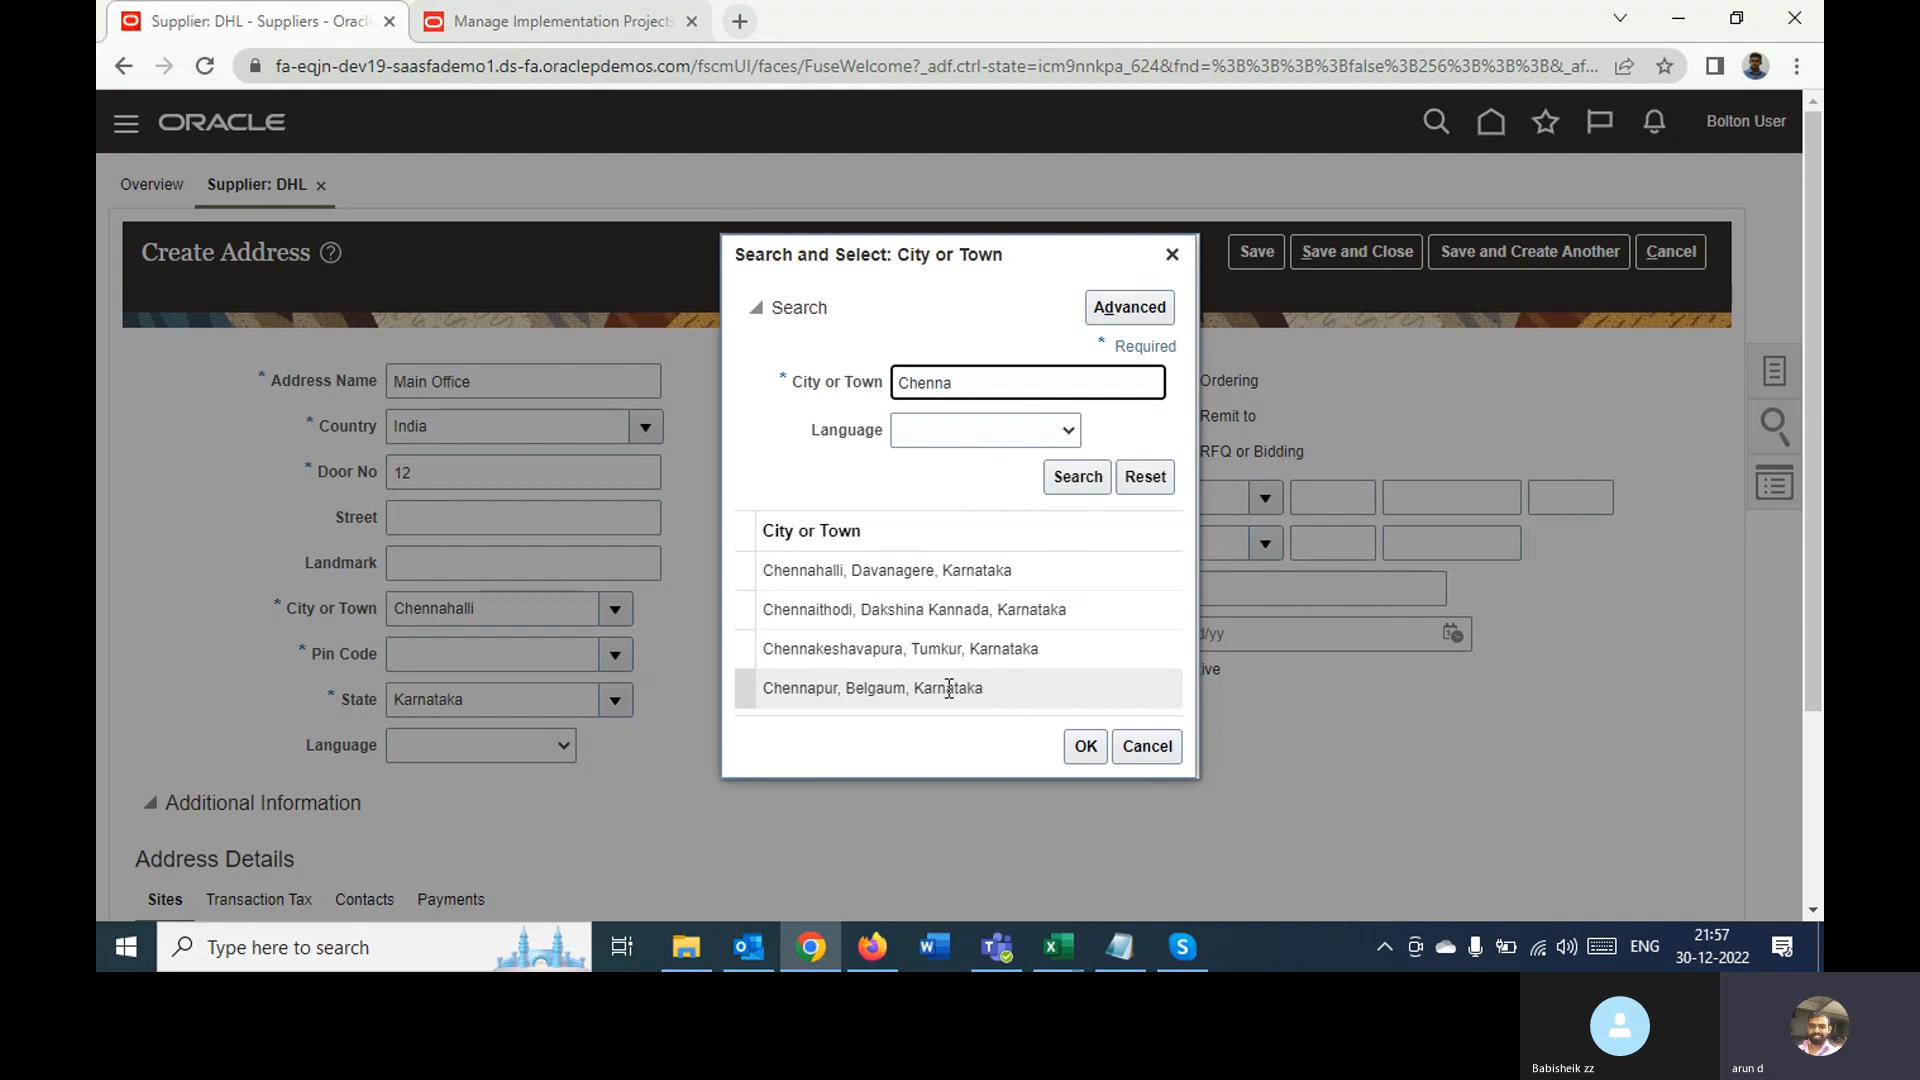 Supplier: DHL - Suppliers - Oracle
Manage Implementation Projects
fa-eqjn-dev19-saasfademo1.ds-fa.oraclepdemos.com/fscmUI/faces/FuseWelcome?_adf.ctrl-state=icm9nnkpa_624&fnd=%3B%3B%3B%3Bfalse%3B256%3B%3B%3B&_af...
ORACLE
Bolton User
Overview
Supplier: DHL
Create Address
Save
Save and Close
Save and Create Another
Cancel
* Address Name Main Office
* Country India
* Door No 12
Street
Landmark
* City or Town Chennahalli
* Pin Code
* State Karnataka
Language
Additional Information
Address Details
Sites Transaction Tax Contacts Payments
Search and Select: City or Town
Search
Advanced
* Required
* City or Town Chenna
Language
Search
Reset
City or Town
Chennahalli, Davanagere, Karnataka
Chennaithodi, Dakshina Kannada, Karnataka
Chennakeshavapura, Tumkur, Karnataka
Chennapur, Belgaum, Karnataka
OK
Cancel
Ordering
Remit to
RFQ or Bidding
/yy
ive
Type here to search
ENG
21:57
30-12-2022
Babisheik zz
arun d